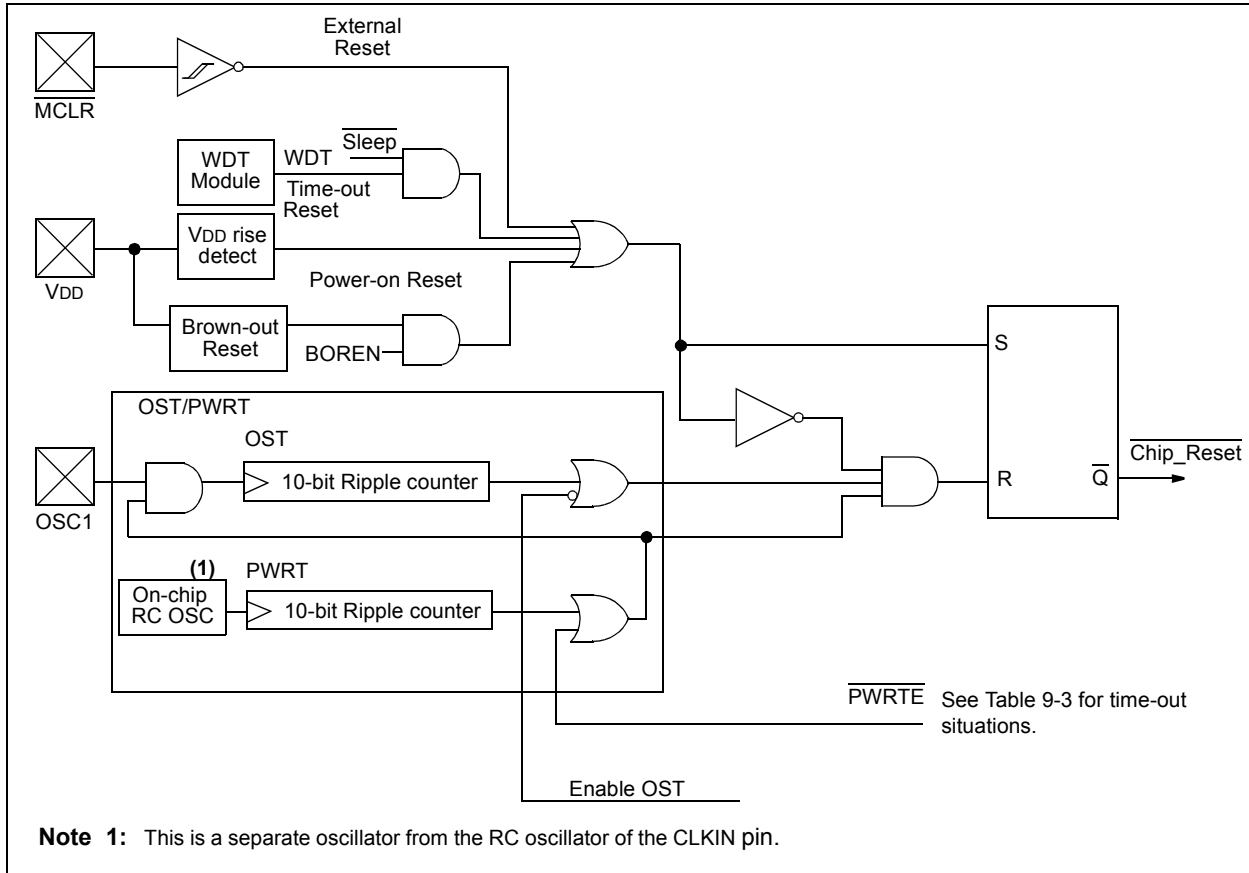 External
Reset
MCLR
Sleep
WDT
Module
WDT
Time-out
Reset
VDD rise
detect
VDD
Power-on Reset
Brown-out
Reset
BOREN
S
OST/PWRT
OST
10-bit Ripple counter
OSC1
R
Q
Chip_Reset
(1)
PWRT
On-chip
RC OSC
10-bit Ripple counter
PWRTE
See Table 9-3 for time-out
situations.
Enable OST
Note 1: This is a separate oscillator from the RC oscillator of the CLKIN pin.